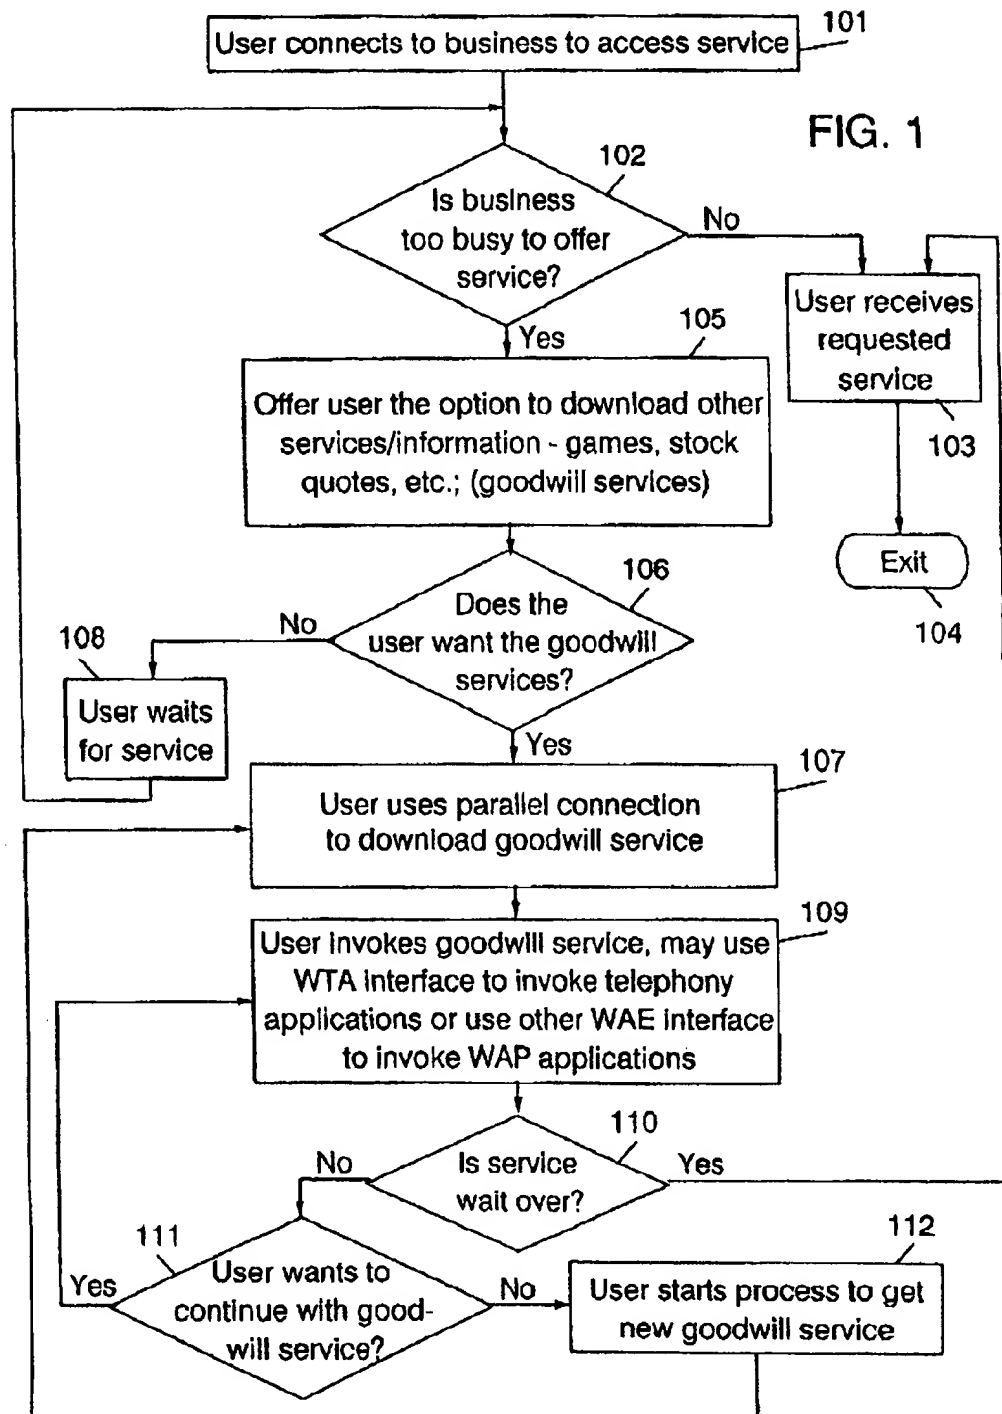 101
User connects to business to access service
FIG. 1
102
Is business
too busy to offer
service?
No
Yes
User receives
requested
service
103
Exit
104
105
Offer user the option to download other
services/information - games, stock
quotes, etc.; (goodwill services)
106
Does the
user want the goodwill
services?
No
Yes
108
User waits
for service
107
User uses parallel connection
to download goodwill service
109
User invokes goodwill service, may use
WTA interface to invoke telephony
applications or use other WAE interface
to invoke WAP applications
110
Is service
wait over?
No
Yes
111
User wants to
continue with good-
will service?
Yes
No
112
User starts process to get
new goodwill service